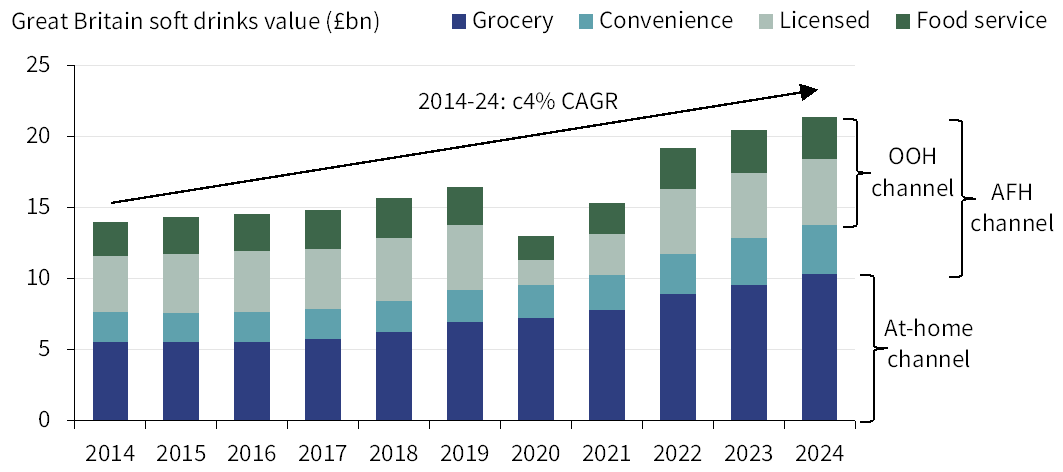 Great Britain soft drinks value (£bn)
Grocery
Convenience
Licensed
Food service
25
20
15
10
5
0
2014-24: c4% CAGR
OOH
channel
AFH
channel
At-home
channel
2014
2015
2016
2017
2018
2019
2020
2021
2022
2023
2024